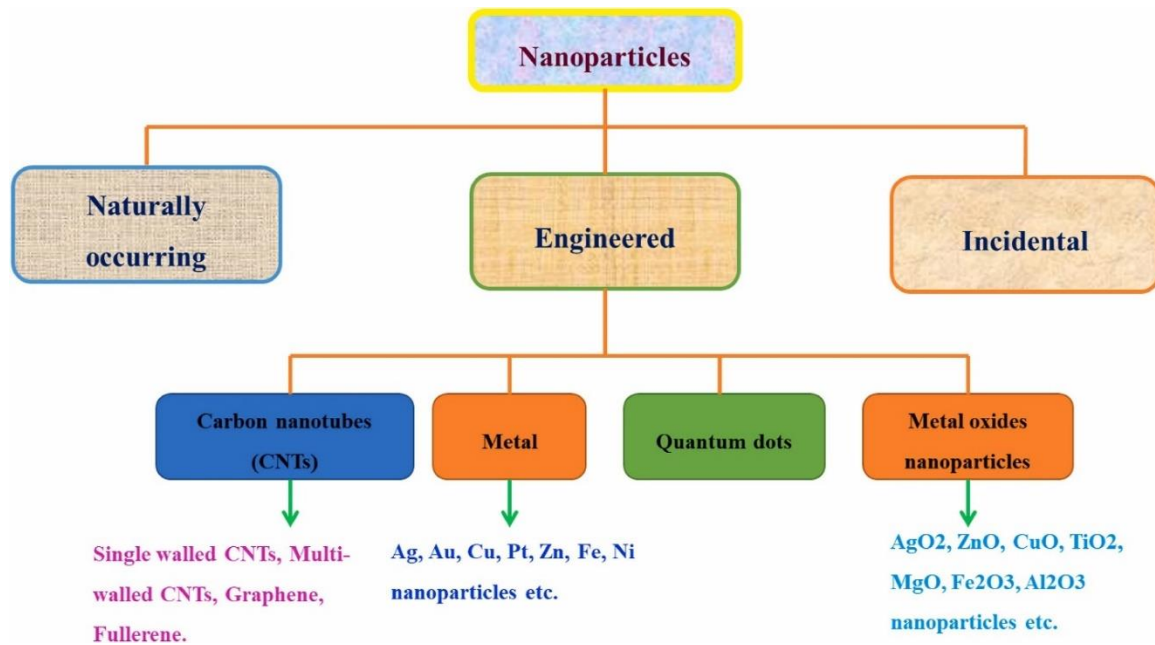 Nanoparticles
Naturally
occurring
Engineered
Incidental
Carbon nanotubes
(CNTs)
Metal
Quantum dots
Metal oxides
nanoparticles
Single walled CNTs, Multi-
walled CNTs, Graphene,
Fullerene.
Ag, Au, Cu, Pt, Zn, Fe, Ni
nanoparticles etc.
AgO2, ZnO, CuO, TiO2,
MgO, Fe2O3, Al2O3
nanoparticles etc.